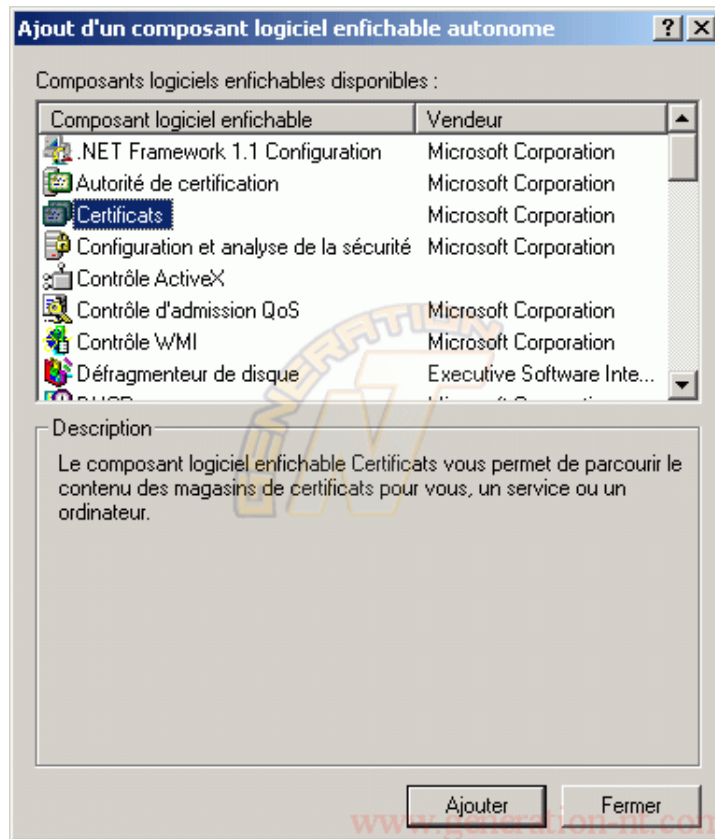 Ajout d'un composant logiciel enfichable autonome
Composants logiciels enfichables disponibles :
Composant logiciel enfichable Vendeur
.NET Framework 1.1 Configuration Microsoft Corporation
Autorité de certification Microsoft Corporation
Certificats Microsoft Corporation
Configuration et analyse de la sécurité Microsoft Corporation
Contrôle ActiveX
Contrôle d'admission QoS Microsoft Corporation
Contrôle WMI Microsoft Corporation
Défragmenteur de disque Executive Software Inte...
GENERATION
NT
Description
Le composant logiciel enfichable Certificats vous permet de parcourir le
contenu des magasins de certificats pour vous, un service ou un
ordinateur.
Ajouter Fermer
www.generation-nt.com